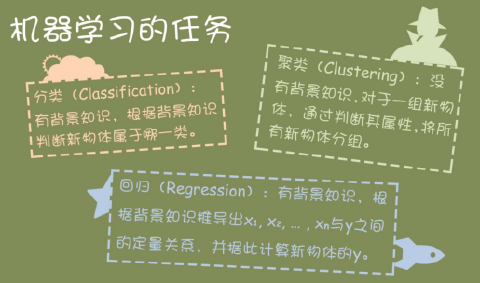 机器学习的任务
分类（Classification）：
有背景知识，根据背景知识
判断新物体属于哪一类。
聚类（Clustering）：没
有背景知识，对于一组新物
体，通过判断其属性，将所
有新物体分组。
回归（Regression）：有背景知识，根
据背景知识推导出x₁, x₂, ... , xn与y之间
的定量关系，并据此计算新物体的y。